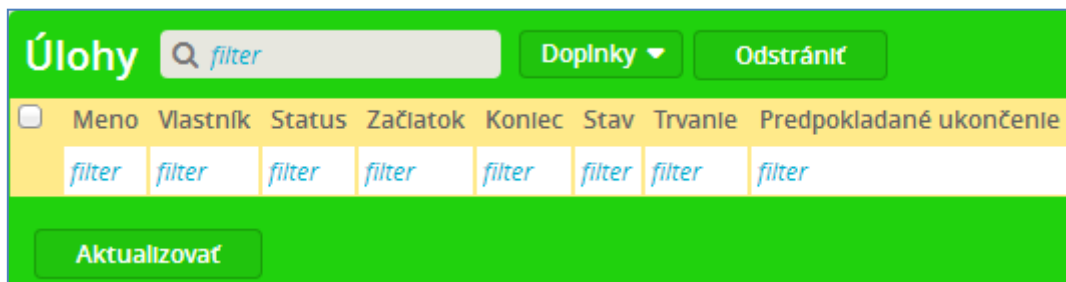 Úlohy filter Doplnky Odstrániť
Meno Vlastník Status Začiatok Koniec Stav Trvanie Predpokladané ukončenie
filter filter filter filter filter filter filter filter
Aktualizovať